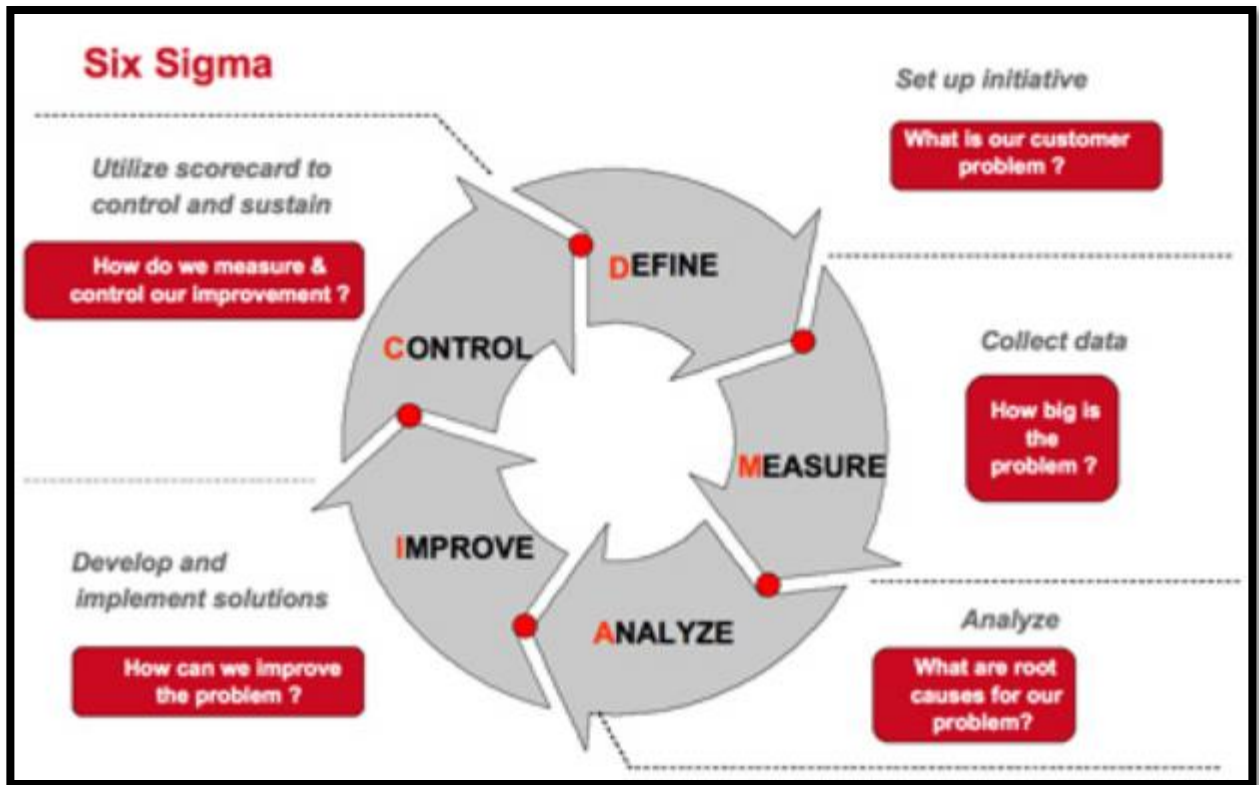 Six Sigma
Set up initiative
What is our customer
problem ?
DEFINE
Collect data
How big is
the
problem ?
MEASURE
Analyze
What are root
causes for our
problem?
ANALYZE
Develop and
implement solutions
How can we improve
the problem ?
IMPROVE
Utilize scorecard to
control and sustain
How do we measure &
control our improvement ?
CONTROL